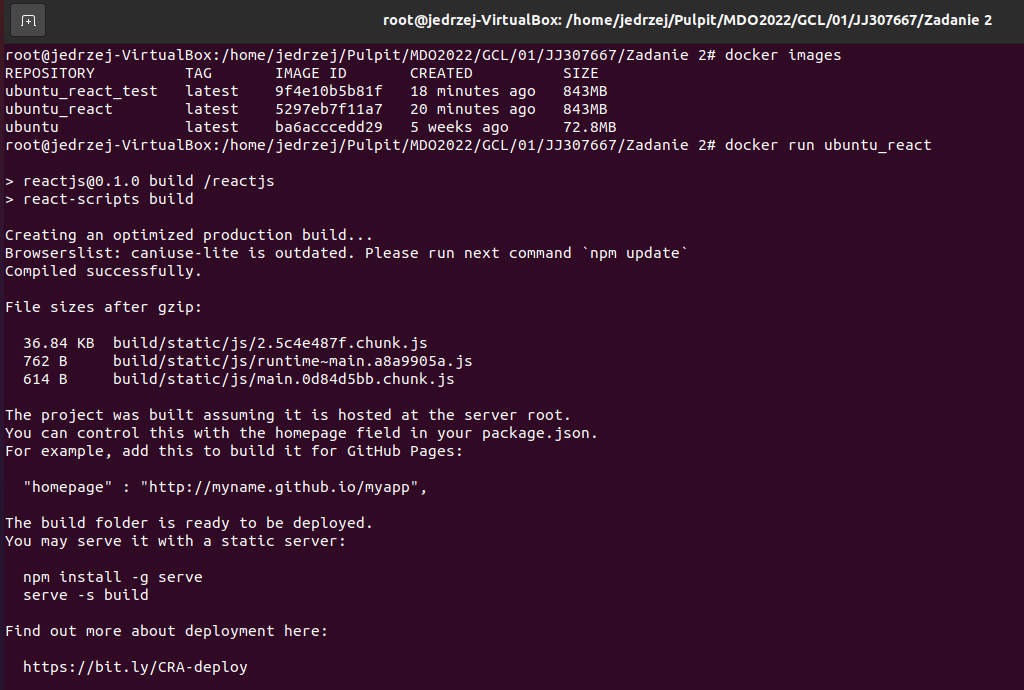 root@jedrzej-VirtualBox: /home/jedrzej/Pulpit/MDO2022/GCL/01/JJ307667/Zadanie 2
root@jedrzej-VirtualBox:/home/jedrzej/Pulpit/MDO2022/GCL/01/JJ307667/Zadanie 2# docker images
REPOSITORY          TAG       IMAGE ID       CREATED          SIZE
ubuntu_react_test   latest    9f4e10b5b81f   18 minutes ago   843MB
ubuntu_react        latest    5297eb7f11a7   20 minutes ago   843MB
ubuntu              latest    ba6acccedd29   5 weeks ago      72.8MB
root@jedrzej-VirtualBox:/home/jedrzej/Pulpit/MDO2022/GCL/01/JJ307667/Zadanie 2# docker run ubuntu_react
> reactjs@0.1.0 build /reactjs
> react-scripts build
Creating an optimized production build...
Browserslist: caniuse-lite is outdated. Please run next command `npm update`
Compiled successfully.
File sizes after gzip:
36.84 KB  build/static/js/2.5c4e487f.chunk.js
762 B     build/static/js/runtime~main.a8a9905a.js
614 B     build/static/js/main.0d84d5bb.chunk.js
The project was built assuming it is hosted at the server root.
You can control this with the homepage field in your package.json.
For example, add this to build it for GitHub Pages:
"homepage" : "http://myname.github.io/myapp",
The build folder is ready to be deployed.
You may serve it with a static server:
npm install -g serve
serve -s build
Find out more about deployment here:
https://bit.ly/CRA-deploy